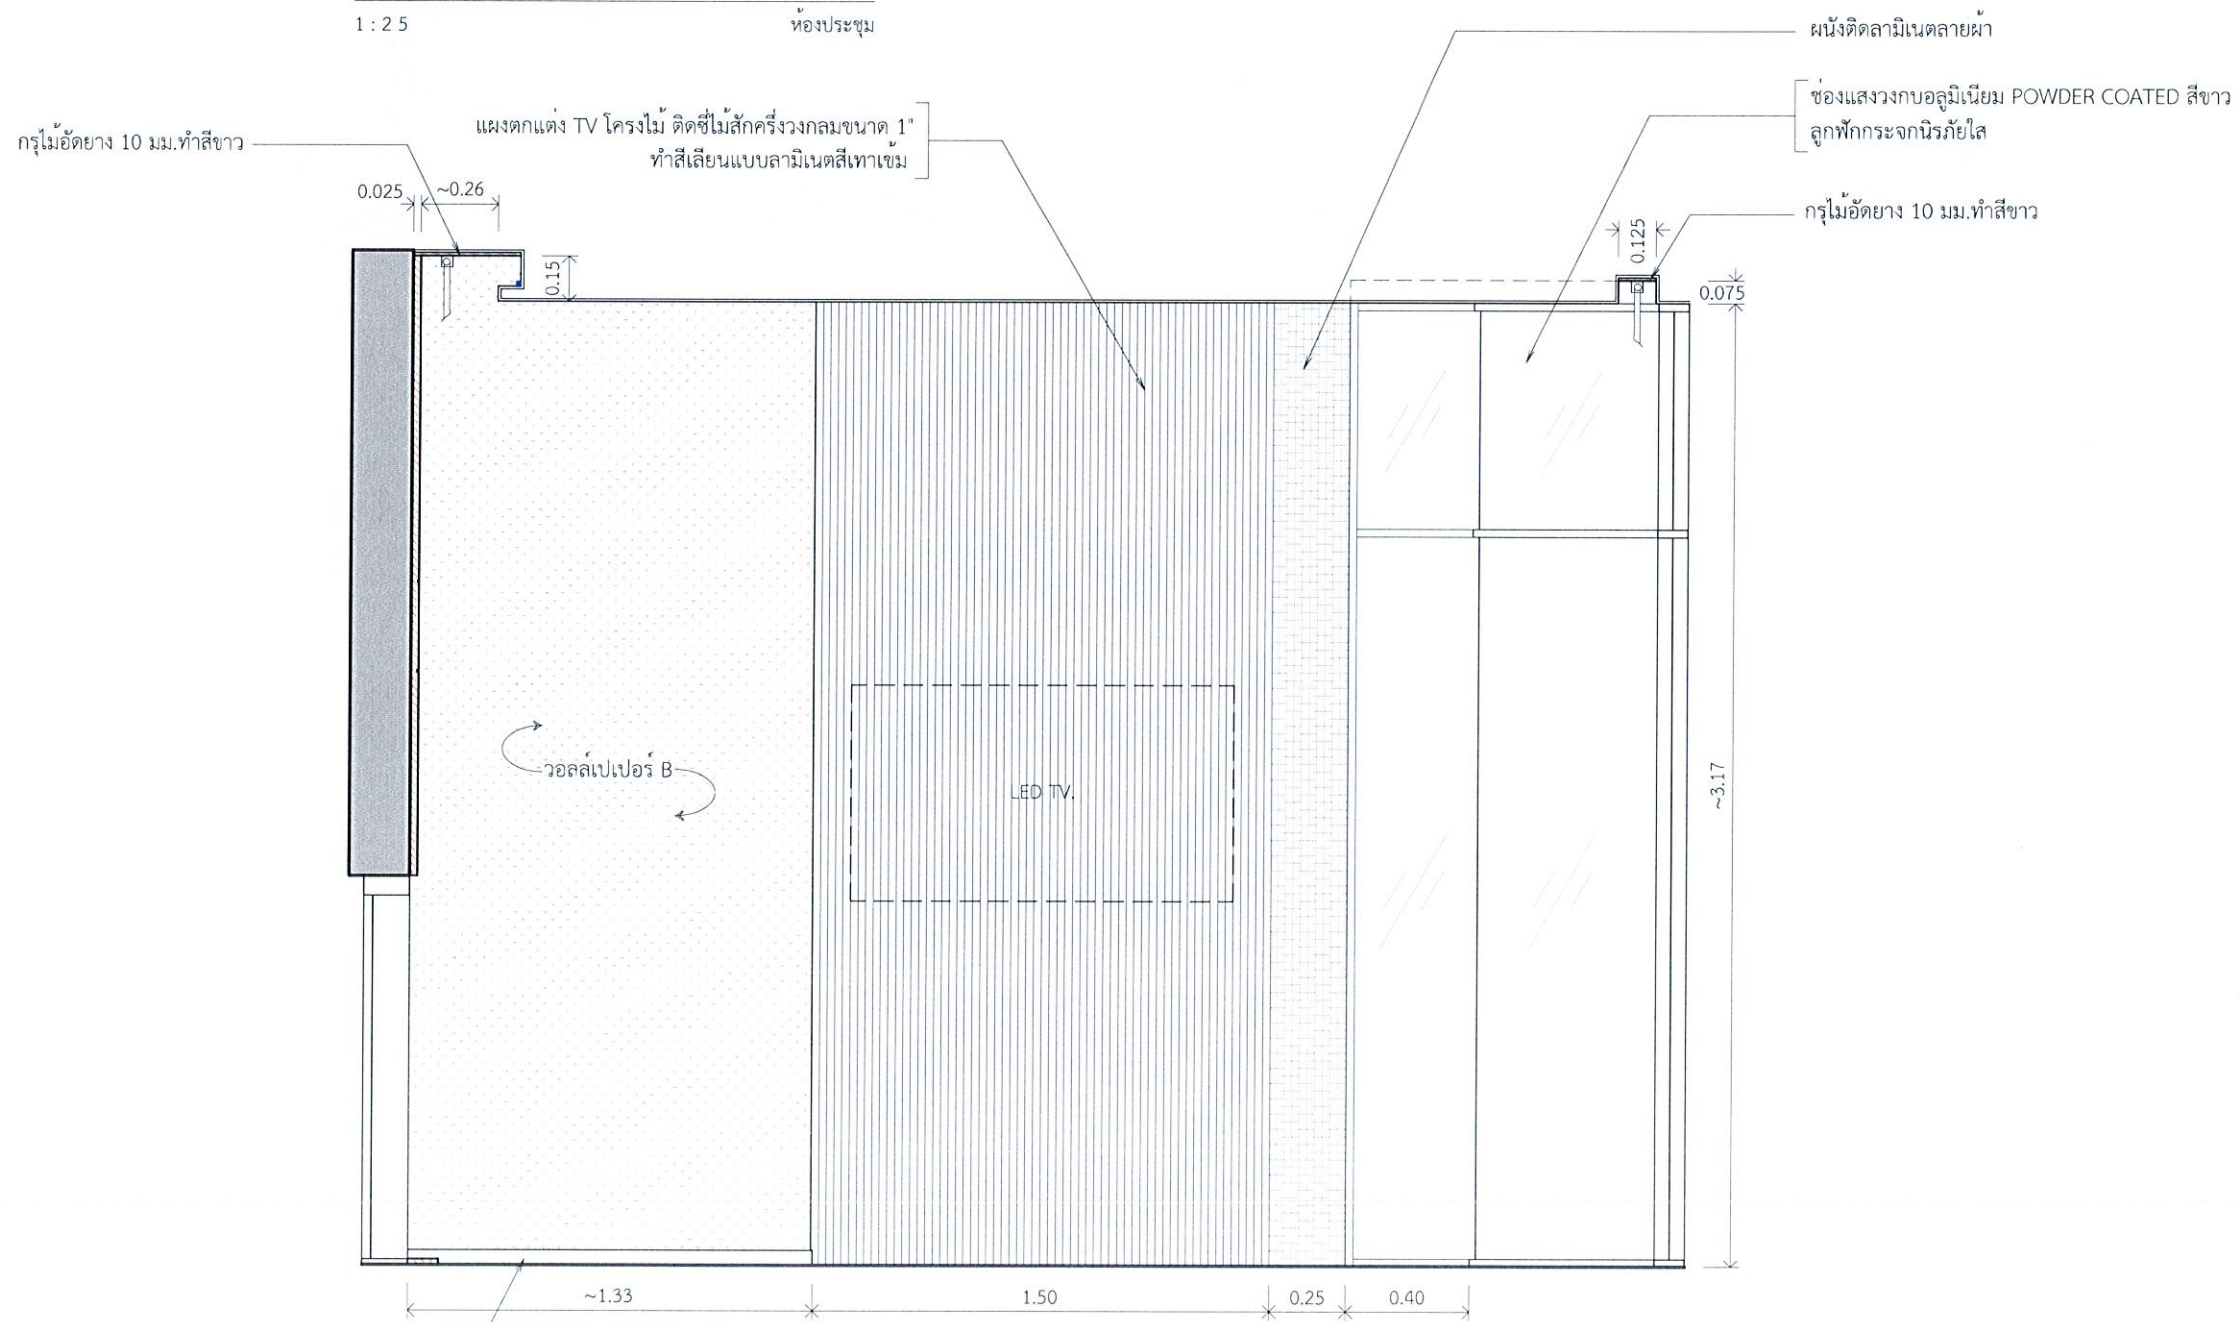 1 : 2 5
ห้องประชุม
ผนังติดลามิเนตลายผ้า
ช่องแสงวงกบอลูมิเนียม POWDER COATED สีขาว
ลูกฟักกระจกนิรภัยใส
แผงตกแต่ง TV โครงไม้ ติดซี่ไม้สักครึ่งวงกลมขนาด 1"
ทำสีเลียนแบบลามิเนตสีเทาเข้ม
กรุไม้อัดยาง 10 มม.ทำสีขาว
0.025
~0.26
กรุไม้อัดยาง 10 มม.ทำสีขาว
0.125
0.15
0.075
วอลล์เปเปอร์ B
LED TV.
~3.17
~1.33
1.50
0.25
0.40